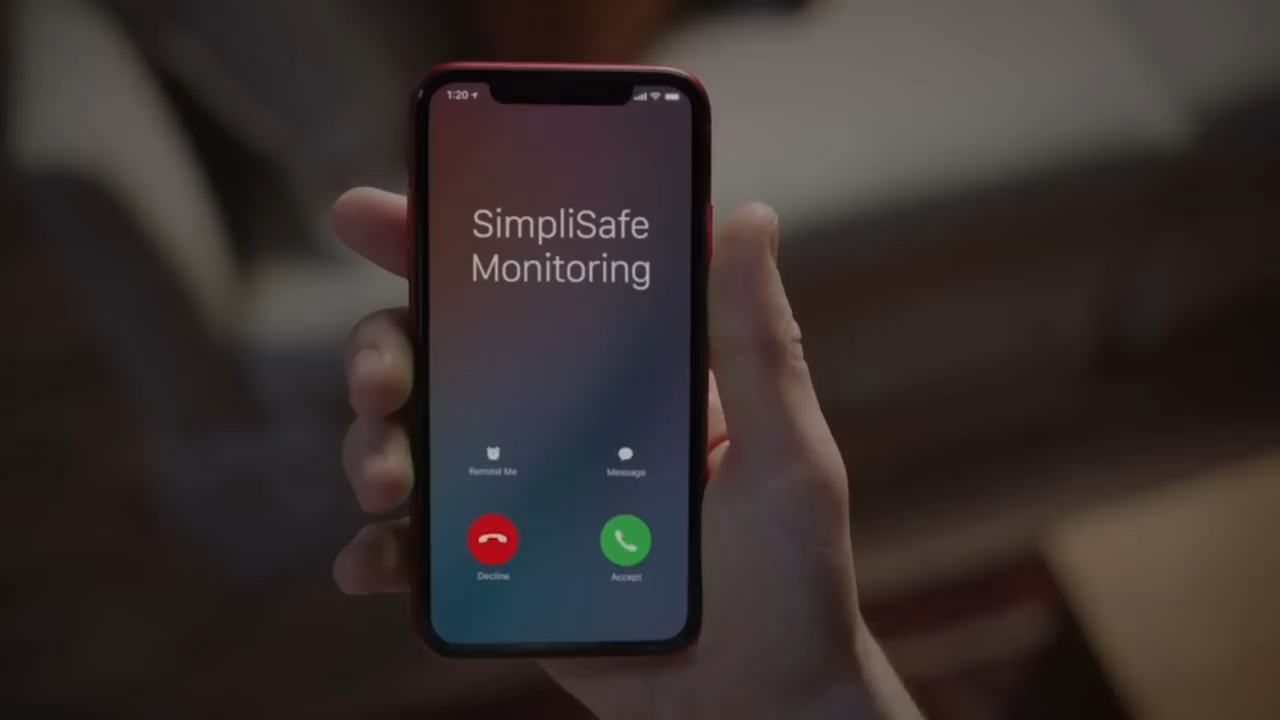 1:20
SimpliSafe
Monitoring
Remind Me
Message
Decline
Accept